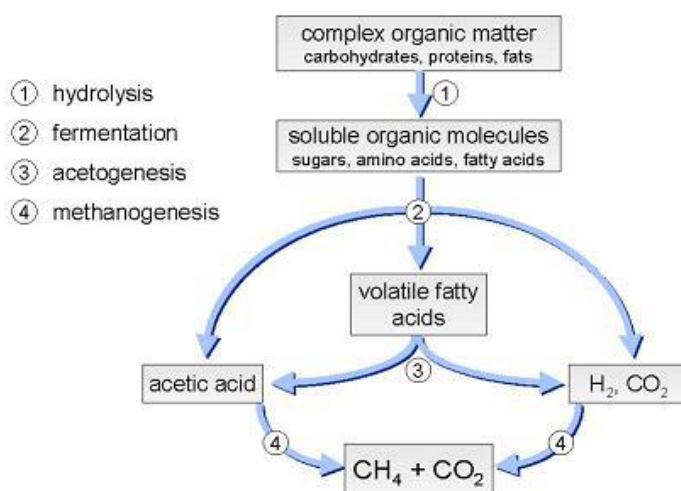 complex organic matter
carbohydrates, proteins, fats
① hydrolysis
② fermentation
③ acetogenesis
④ methanogenesis
①
soluble organic molecules
sugars, amino acids, fatty acids
②
volatile fatty
acids
③
acetic acid
H₂, CO₂
④
④
CH₄ + CO₂